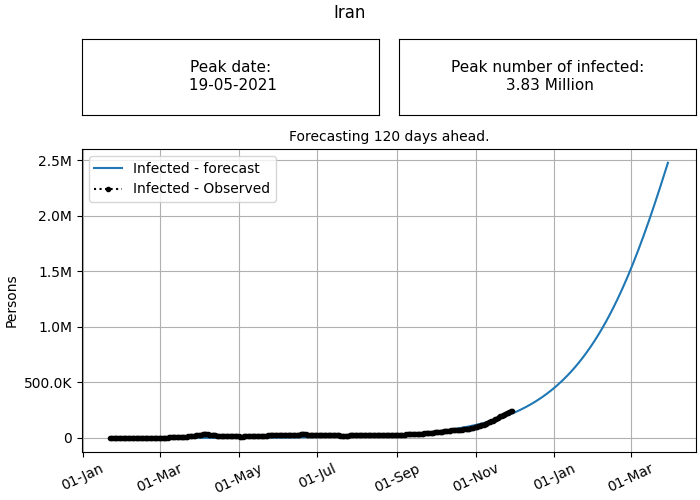 Iran
Peak date:
19-05-2021
Peak number of infected:
3.83 Million
Forecasting 120 days ahead.
Infected - forecast
Infected - Observed
Persons
2.5M
2.0M
1.5M
1.0M
500.0K
0
01-Jan
01-Mar
01-May
01-Jul
01-Sep
01-Nov
01-Jan
01-Mar